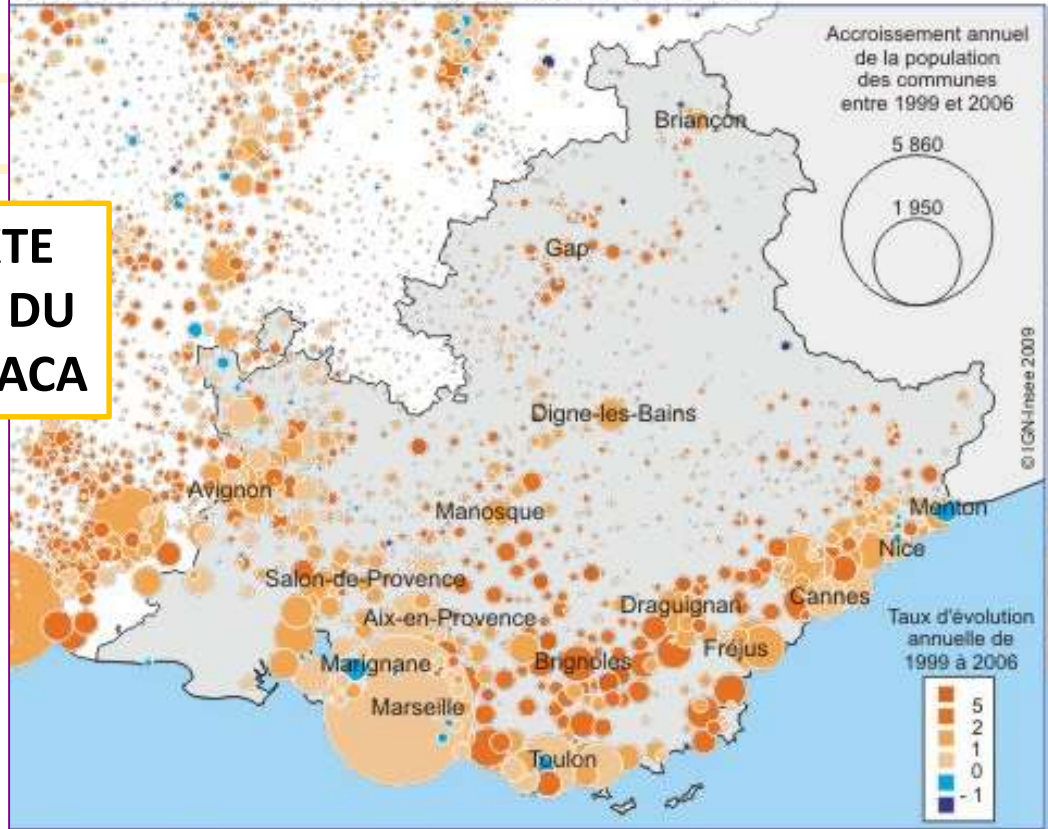 Accroissement annuel
de la population
des communes
entre 1999 et 2006
5 860
1 950
Briançon
Gap
DU
© IGN-Insee 2009
Digne-les-Bains
Avignon
Manosque
Menton
Nice
Salon-de-Provence
Aix-en-Provence
Draguignan
Cannes
Taux d'évolution
annuelle de
1999 à 2006
Marignane
Brignoles
Fréjus
Marseille
Toulon
5
2
1
0
- 1